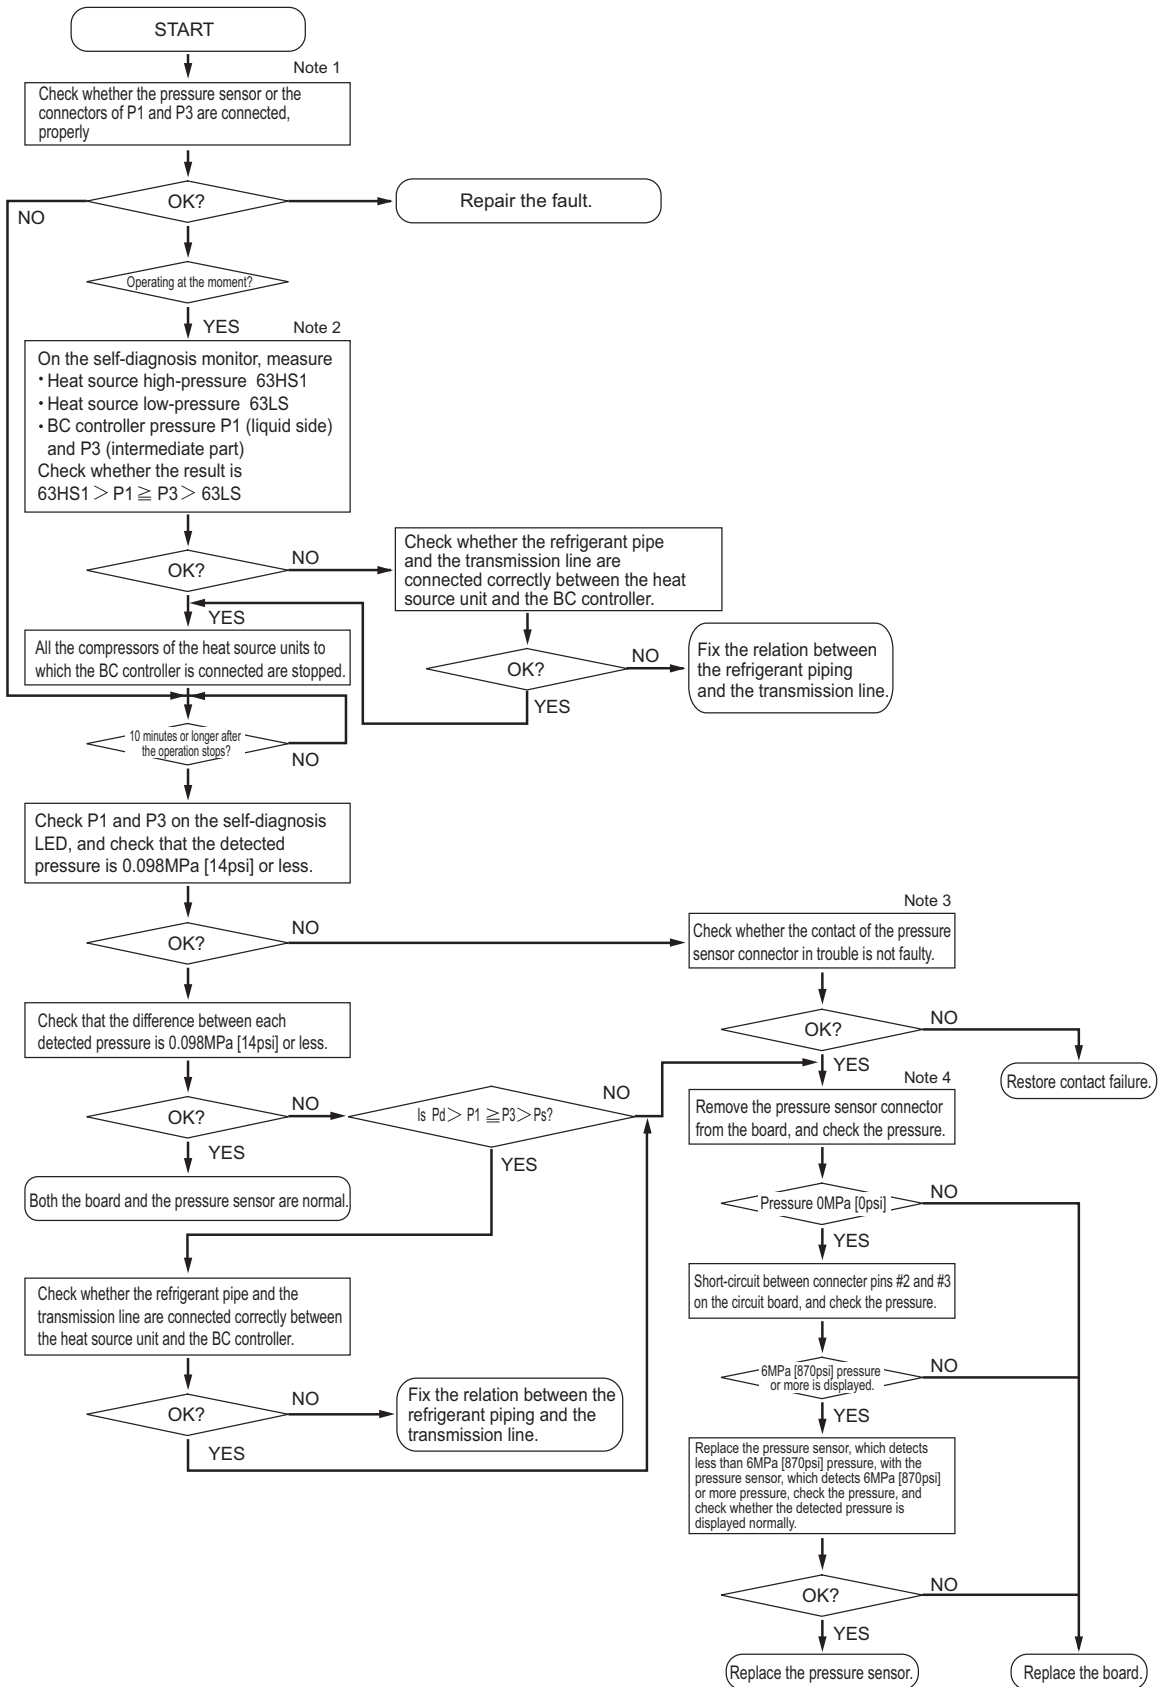 START
Note 1
Check whether the pressure sensor or the
connectors of P1 and P3 are connected,
properly
OK?
Repair the fault.
NO
Operating at the moment?
YES
Note 2
On the self-diagnosis monitor, measure
・Heat source high-pressure 63HS1
・Heat source low-pressure 63LS
・BC controller pressure P1 (liquid side)
and P3 (intermediate part)
Check whether the result is
63HS1＞P1≧P3＞63LS
OK?
NO
Check whether the refrigerant pipe
and the transmission line are
connected correctly between the heat
source unit and the BC controller.
YES
All the compressors of the heat source units to
which the BC controller is connected are stopped.
OK?
NO
Fix the relation between
the refrigerant piping
and the transmission line.
YES
10 minutes or longer after
the operation stops?
NO
Check P1 and P3 on the self-diagnosis
LED, and check that the detected
pressure is 0.098MPa [14psi] or less.
OK?
NO
Note 3
Check whether the contact of the pressure
sensor connector in trouble is not faulty.
Check that the difference between each
detected pressure is 0.098MPa [14psi] or less.
OK?
NO
YES
Restore contact failure.
OK?
NO
Is Pd＞P1≧P3＞Ps?
NO
YES
YES
Both the board and the pressure sensor are normal.
Note 4
Remove the pressure sensor connector
from the board, and check the pressure.
Pressure 0MPa [0psi]
NO
YES
Check whether the refrigerant pipe and the
transmission line are connected correctly between
the heat source unit and the BC controller.
Short-circuit between connecter pins #2 and #3
on the circuit board, and check the pressure.
6MPa [870psi] pressure
or more is displayed.
NO
YES
OK?
NO
Fix the relation between the
refrigerant piping and the
transmission line.
YES
Replace the pressure sensor, which detects
less than 6MPa [870psi] pressure, with the
pressure sensor, which detects 6MPa [870psi]
or more pressure, check the pressure, and
check whether the detected pressure is
displayed normally.
OK?
NO
YES
Replace the pressure sensor.
Replace the board.